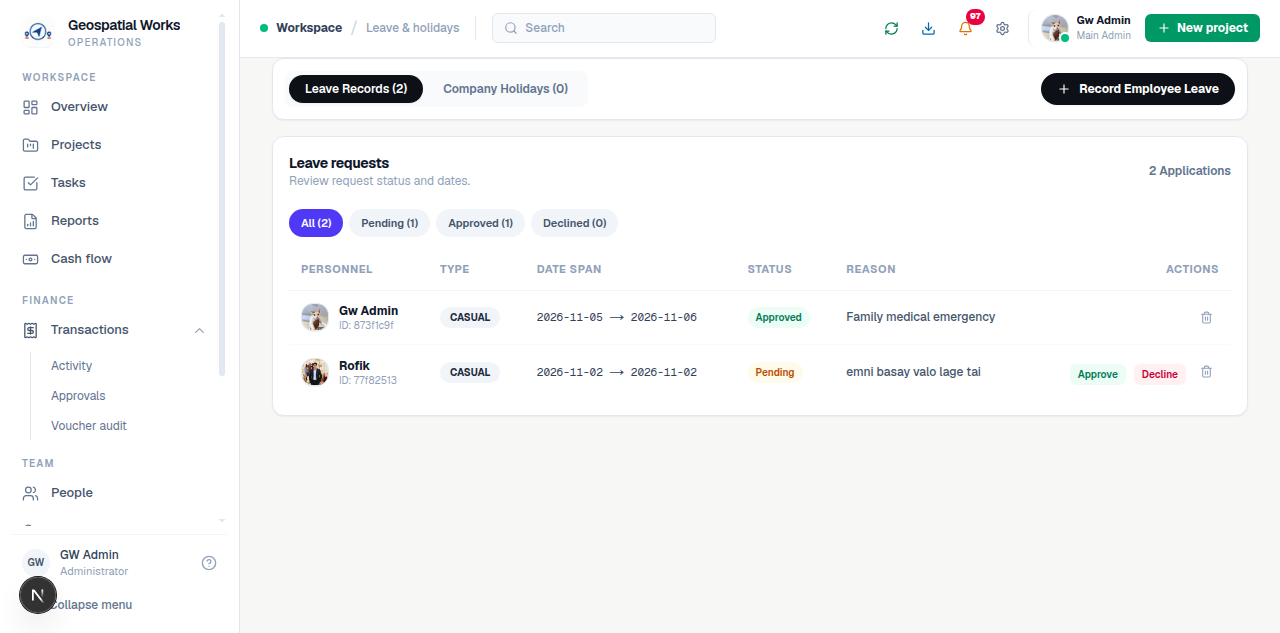 Geospatial Works
OPERATIONS
WORKSPACE
Overview
Projects
Tasks
Reports
Cash flow
FINANCE
Transactions
Activity
Approvals
Voucher audit
TEAM
People
GW
GW Admin
Administrator
N
Collapse menu
Workspace / Leave & holidays
Search
97
Gw Admin
Main Admin
+ New project
Leave Records (2)
Company Holidays (0)
+ Record Employee Leave
Leave requests
Review request status and dates.
2 Applications
All (2) Pending (1) Approved (1) Declined (0)
PERSONNEL TYPE DATE SPAN STATUS REASON ACTIONS
Gw Admin
ID: 873f1c9f
CASUAL 2026-11-05 → 2026-11-06 Approved Family medical emergency
Rofik
ID: 77f82513
CASUAL 2026-11-02 → 2026-11-02 Pending emni basay valo lage tai Approve Decline